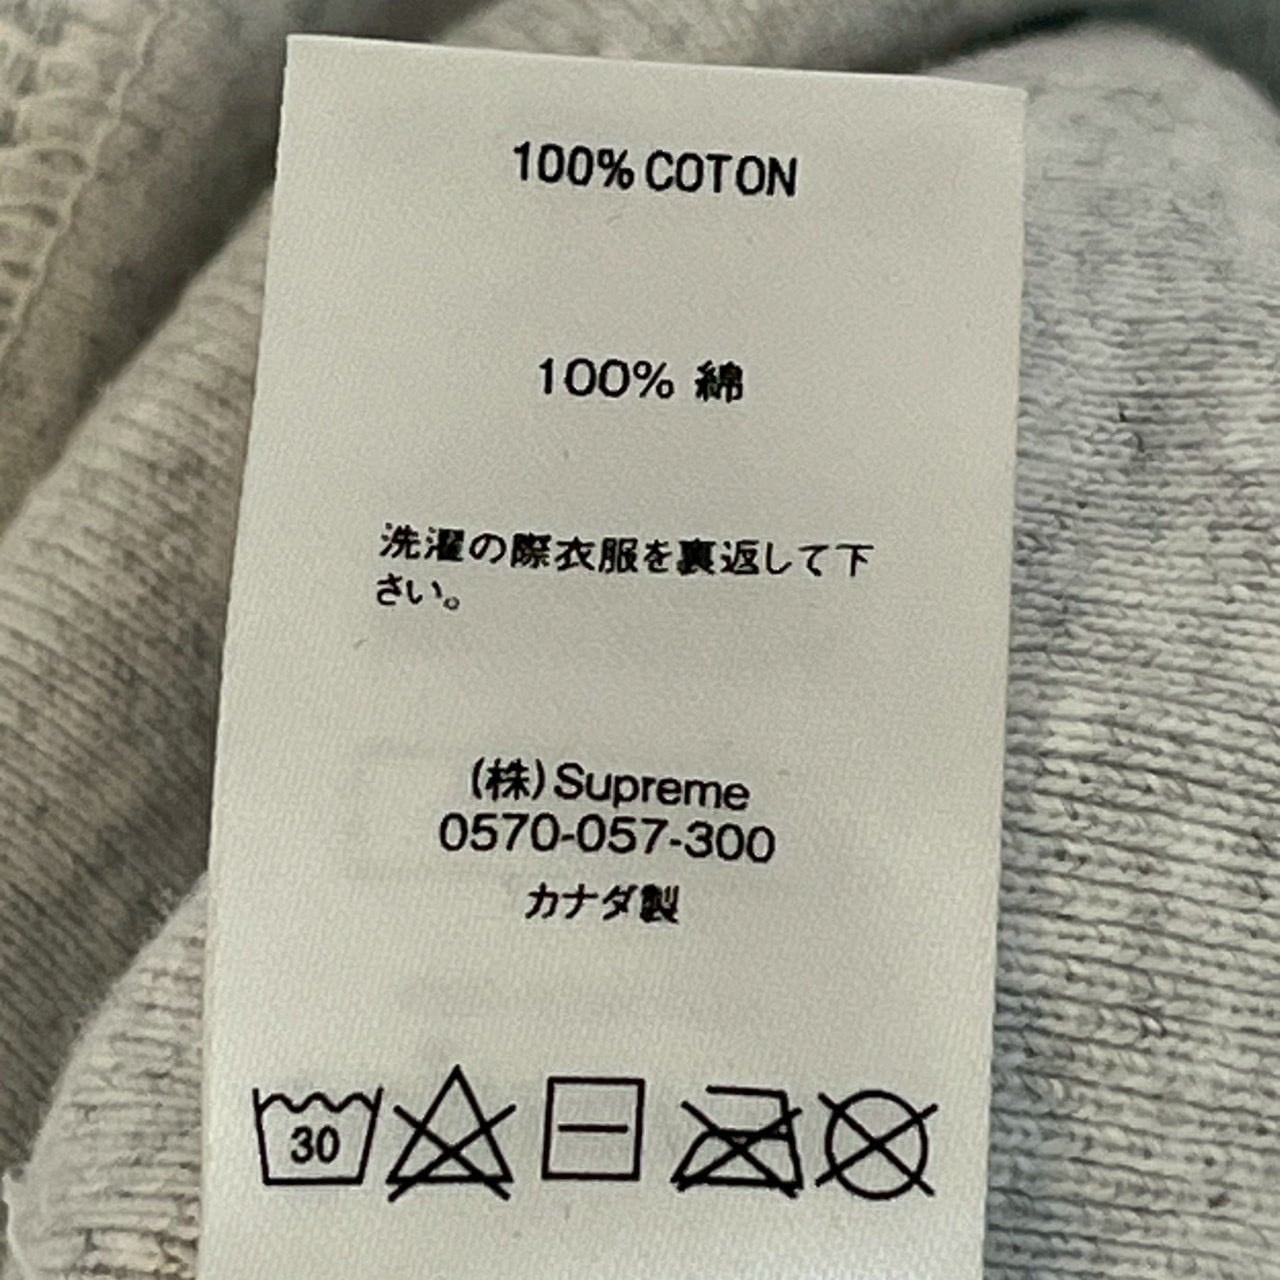 100% COTON
100% 綿
洗濯の際衣服を裏返して下
さい。
(株)Supreme
0570-057-300
カナダ製
30